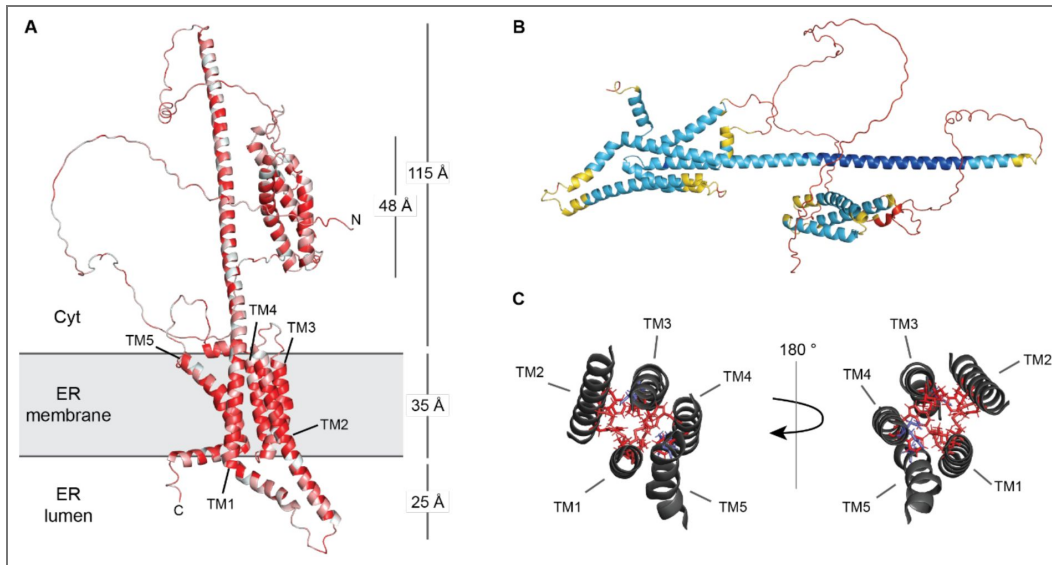 A
115 Å
48 Å
N
Cyt
TM4
TM3
TM5
ER
membrane
35 Å
TM2
ER
lumen
C
TM1
25 Å
B
C
TM3
TM2
TM4
TM1
TM5
180 °
TM3
TM2
TM4
TM1
TM5